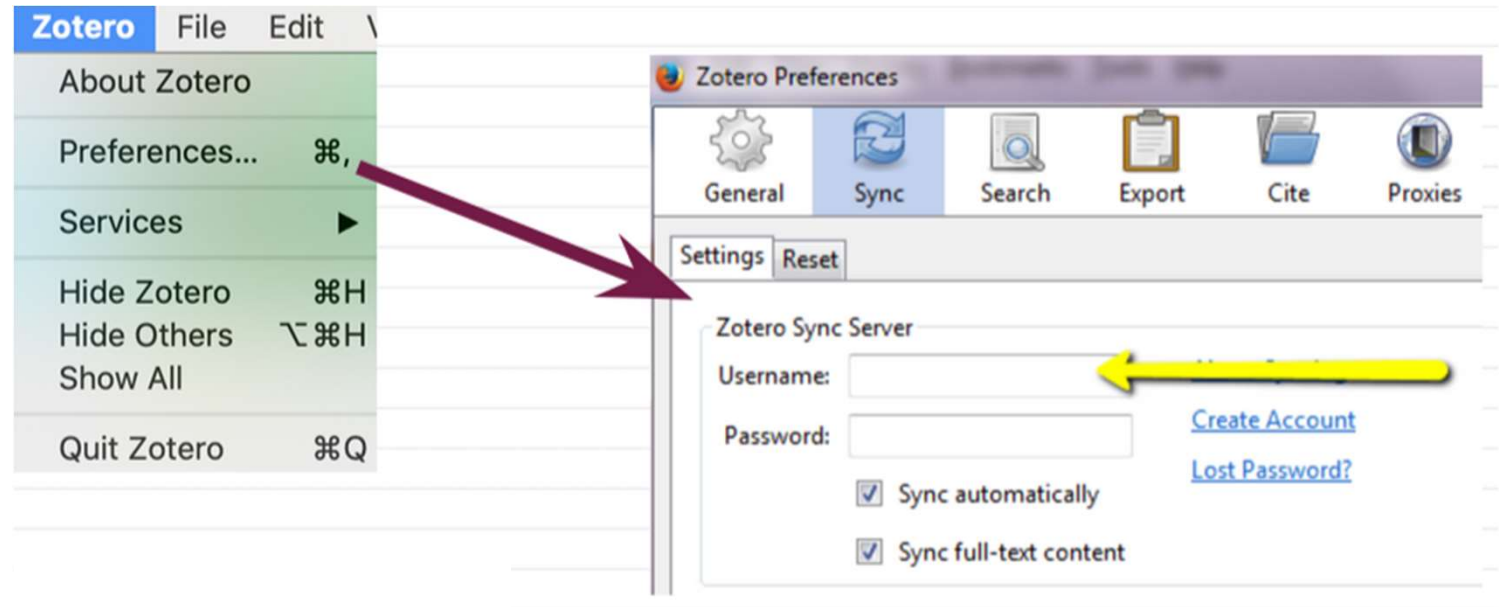 Zotero File Edit
About Zotero
Preferences... ⌘,
Services ▶
Hide Zotero ⌘H
Hide Others ⌥⌘H
Show All
Quit Zotero ⌘Q
Zotero Preferences
General Sync Search Export Cite Proxies
Settings Reset
Zotero Sync Server
Username:
Password:
Create Account
Lost Password?
Sync automatically
Sync full-text content